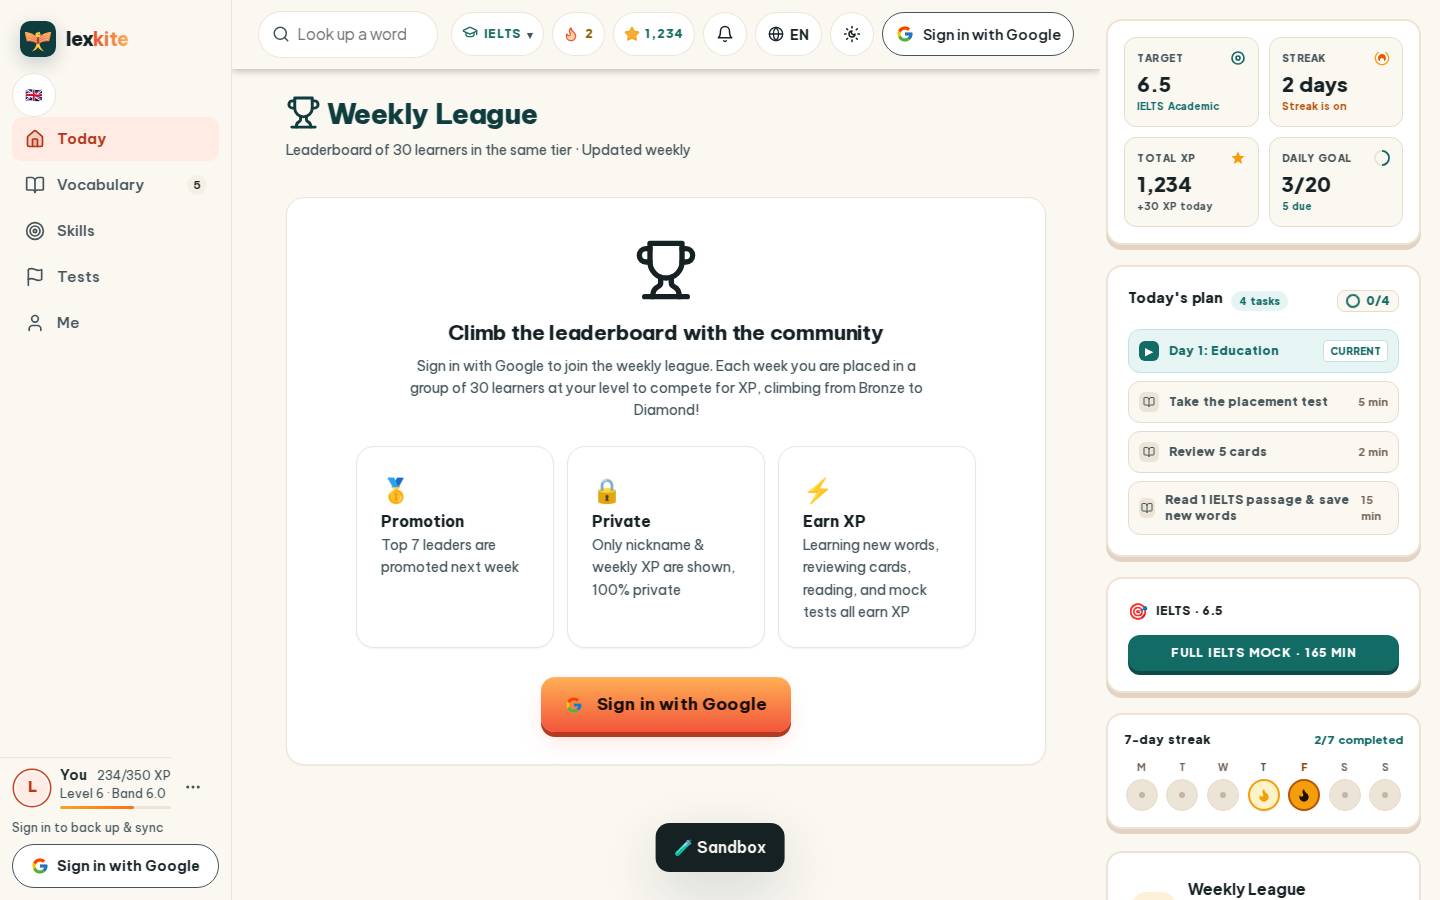 lexkite
Today
Vocabulary 5
Skills
Tests
Me
L
You 234/350 XP
Level 6 · Band 6.0
Sign in to back up & sync
Sign in with Google
Look up a word
IELTS ▾
2
1,234
EN
Sign in with Google
Weekly League
Leaderboard of 30 learners in the same tier · Updated weekly
Climb the leaderboard with the community
Sign in with Google to join the weekly league. Each week you are placed in a
group of 30 learners at your level to compete for XP, climbing from Bronze to
Diamond!
Promotion
Top 7 leaders are
promoted next week
Private
Only nickname &
weekly XP are shown,
100% private
Earn XP
Learning new words,
reviewing cards,
reading, and mock
tests all earn XP
Sign in with Google
Sandbox
TARGET
6.5
IELTS Academic
STREAK
2 days
Streak is on
TOTAL XP
1,234
+30 XP today
DAILY GOAL
3/20
5 due
Today's plan 4 tasks 0/4
Day 1: Education CURRENT
Take the placement test 5 min
Review 5 cards 2 min
Read 1 IELTS passage & save 15
new words min
IELTS · 6.5
FULL IELTS MOCK · 165 MIN
7-day streak 2/7 completed
M T W T F S S
Weekly League